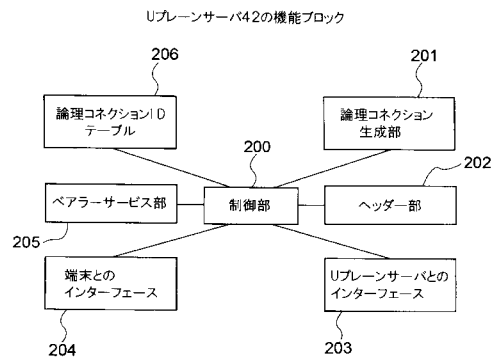 Uプレーンサーバ42の機能ブロック
206
201
論理コネクションID
テーブル
論理コネクション
生成部
200
202
ベアラーサービス部
制御部
ヘッダー部
205
端末との
インターフェース
Uプレーンサーバとの
インターフェース
204
203